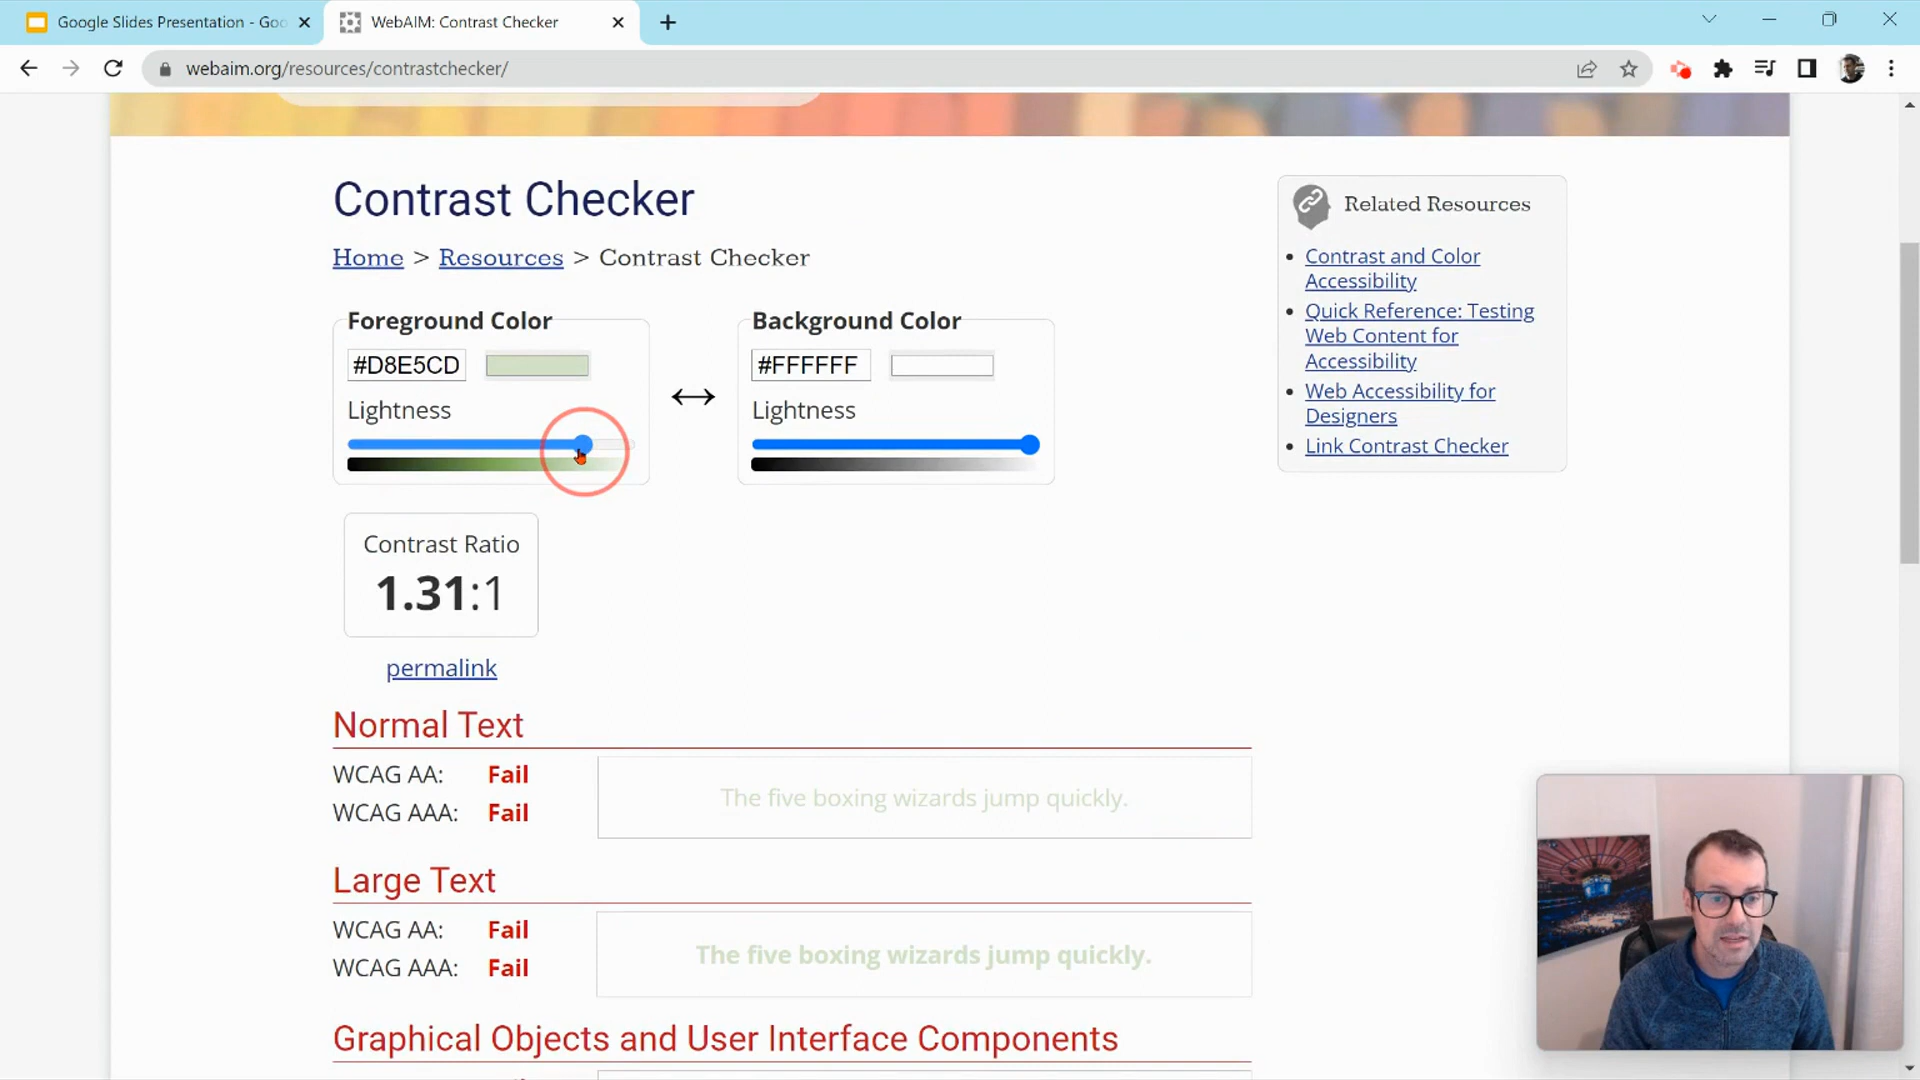 Google Slides Presentation - Goo
WebAIM: Contrast Checker
webaim.org/resources/contrastchecker/
Contrast Checker
Home > Resources > Contrast Checker
Foreground Color
#D8E5CD
Lightness
Background Color
#FFFFFF
Lightness
Contrast Ratio
1.31:1
permalink
Normal Text
WCAG AA: Fail
WCAG AAA: Fail
The five boxing wizards jump quickly.
Large Text
WCAG AA: Fail
WCAG AAA: Fail
The five boxing wizards jump quickly.
Graphical Objects and User Interface Components
Related Resources
Contrast and Color
Accessibility
Quick Reference: Testing
Web Content for
Accessibility
Web Accessibility for
Designers
Link Contrast Checker